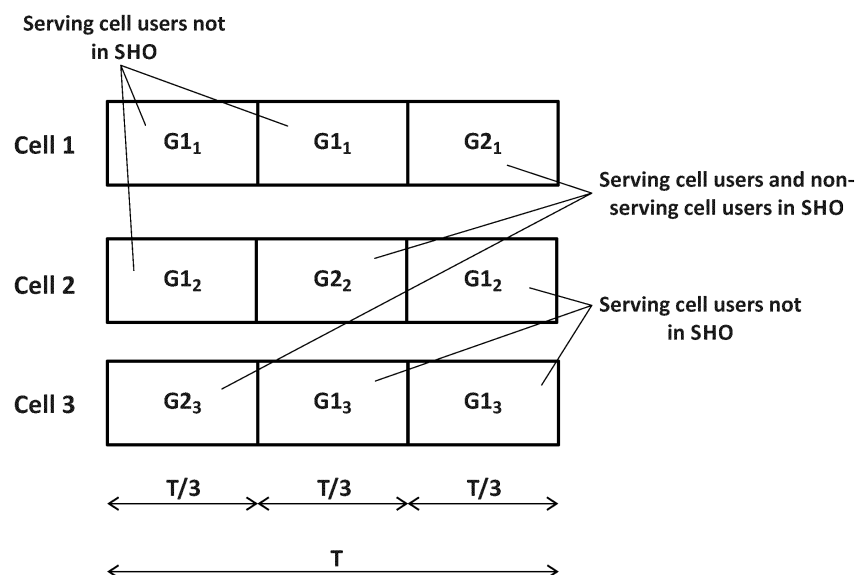 Serving cell users not
in SHO
Cell 1
G1₁
G1₁
G2₁
Serving cell users and non-
serving cell users in SHO
Cell 2
G1₂
G2₂
G1₂
Serving cell users not
in SHO
Cell 3
G2₃
G1₃
G1₃
T/3
T/3
T/3
T